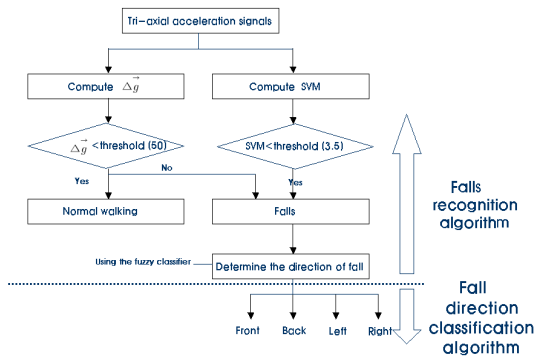 Tri-axial acceleration signals
Compute Δg⃗
Compute SVM
Δg⃗ <threshold (50)
SVM<threshold (3.5)
No
Yes
Yes
Normal walking
Falls
Using the fuzzy classifier
Determine the direction of fall
Front
Back
Left
Right
Falls
recognition
algorithm
Fall
direction
classification
algorithm